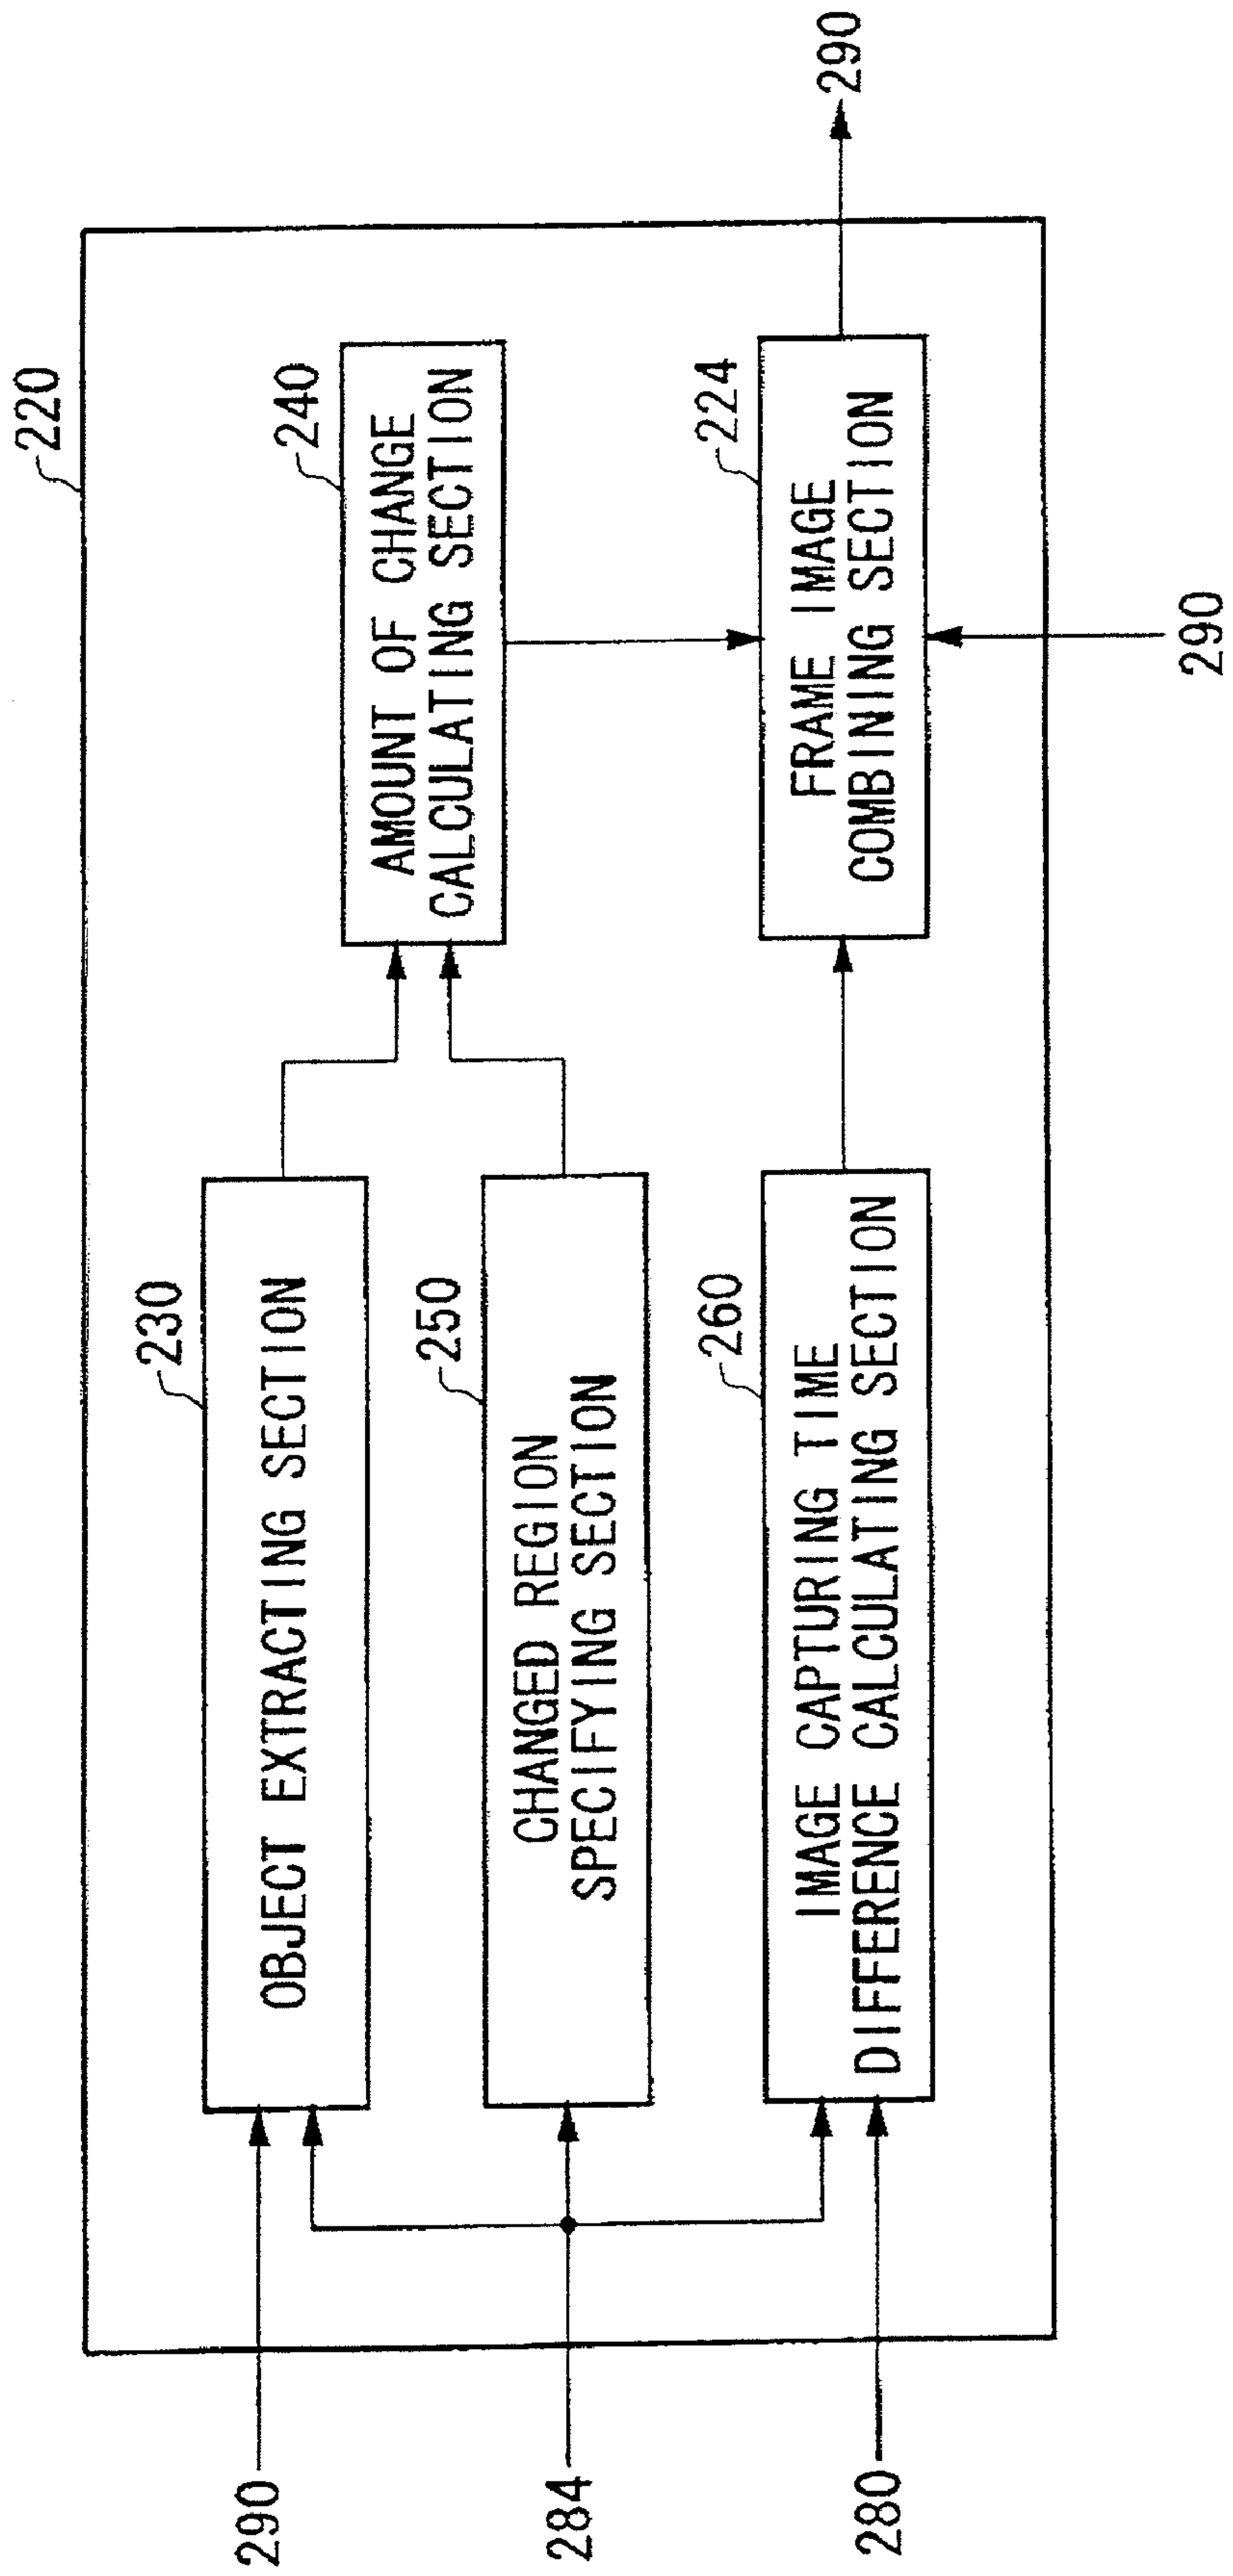 220
230
OBJECT EXTRACTING SECTION
240
AMOUNT OF CHANGE
CALCULATING SECTION
290
250
CHANGED REGION
SPECIFYING SECTION
284
260
IMAGE CAPTURING TIME
DIFFERENCE CALCULATING SECTION
280
224
FRAME IMAGE
COMBINING SECTION
290
290